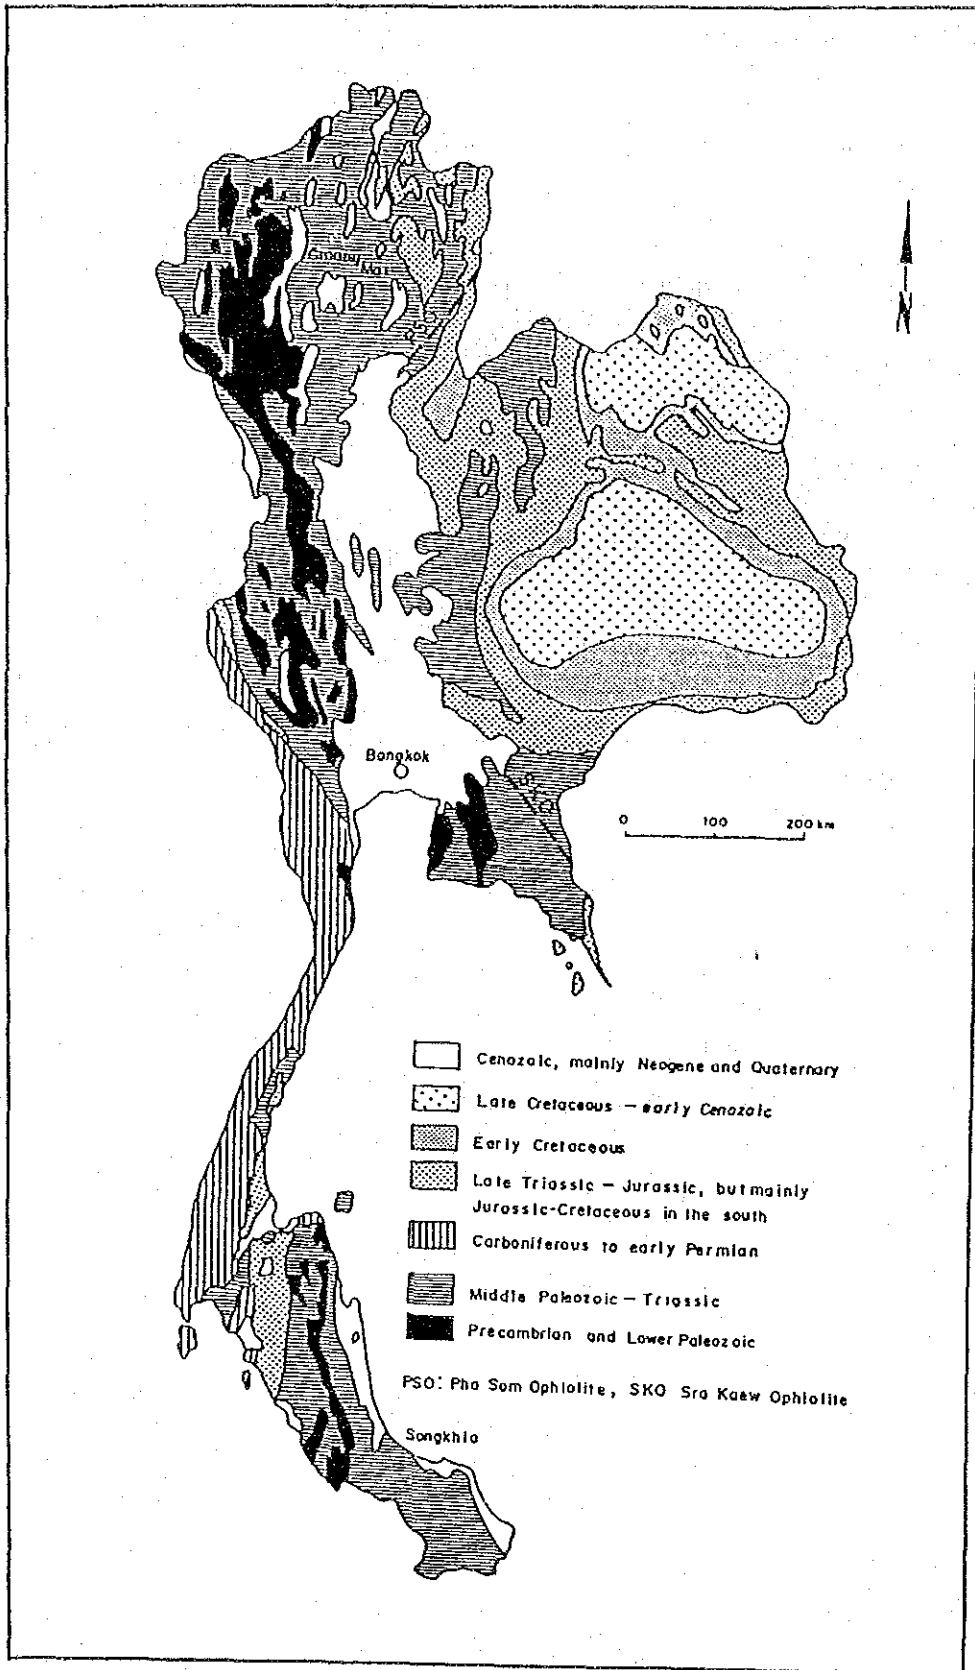 N
Bangkok
0 100 200 km
Cenozoic, mainly Neogene and Quaternary
Late Cretaceous – early Cenozoic
Early Cretaceous
Late Triassic – Jurassic, but mainly
Jurassic-Cretaceous in the south
Carboniferous to early Permian
Middle Paleozoic – Triassic
Precambrian and Lower Paleozoic
PSO: Pha Som Ophiolite, SKO Sra Kaew Ophiolite
Songkhla